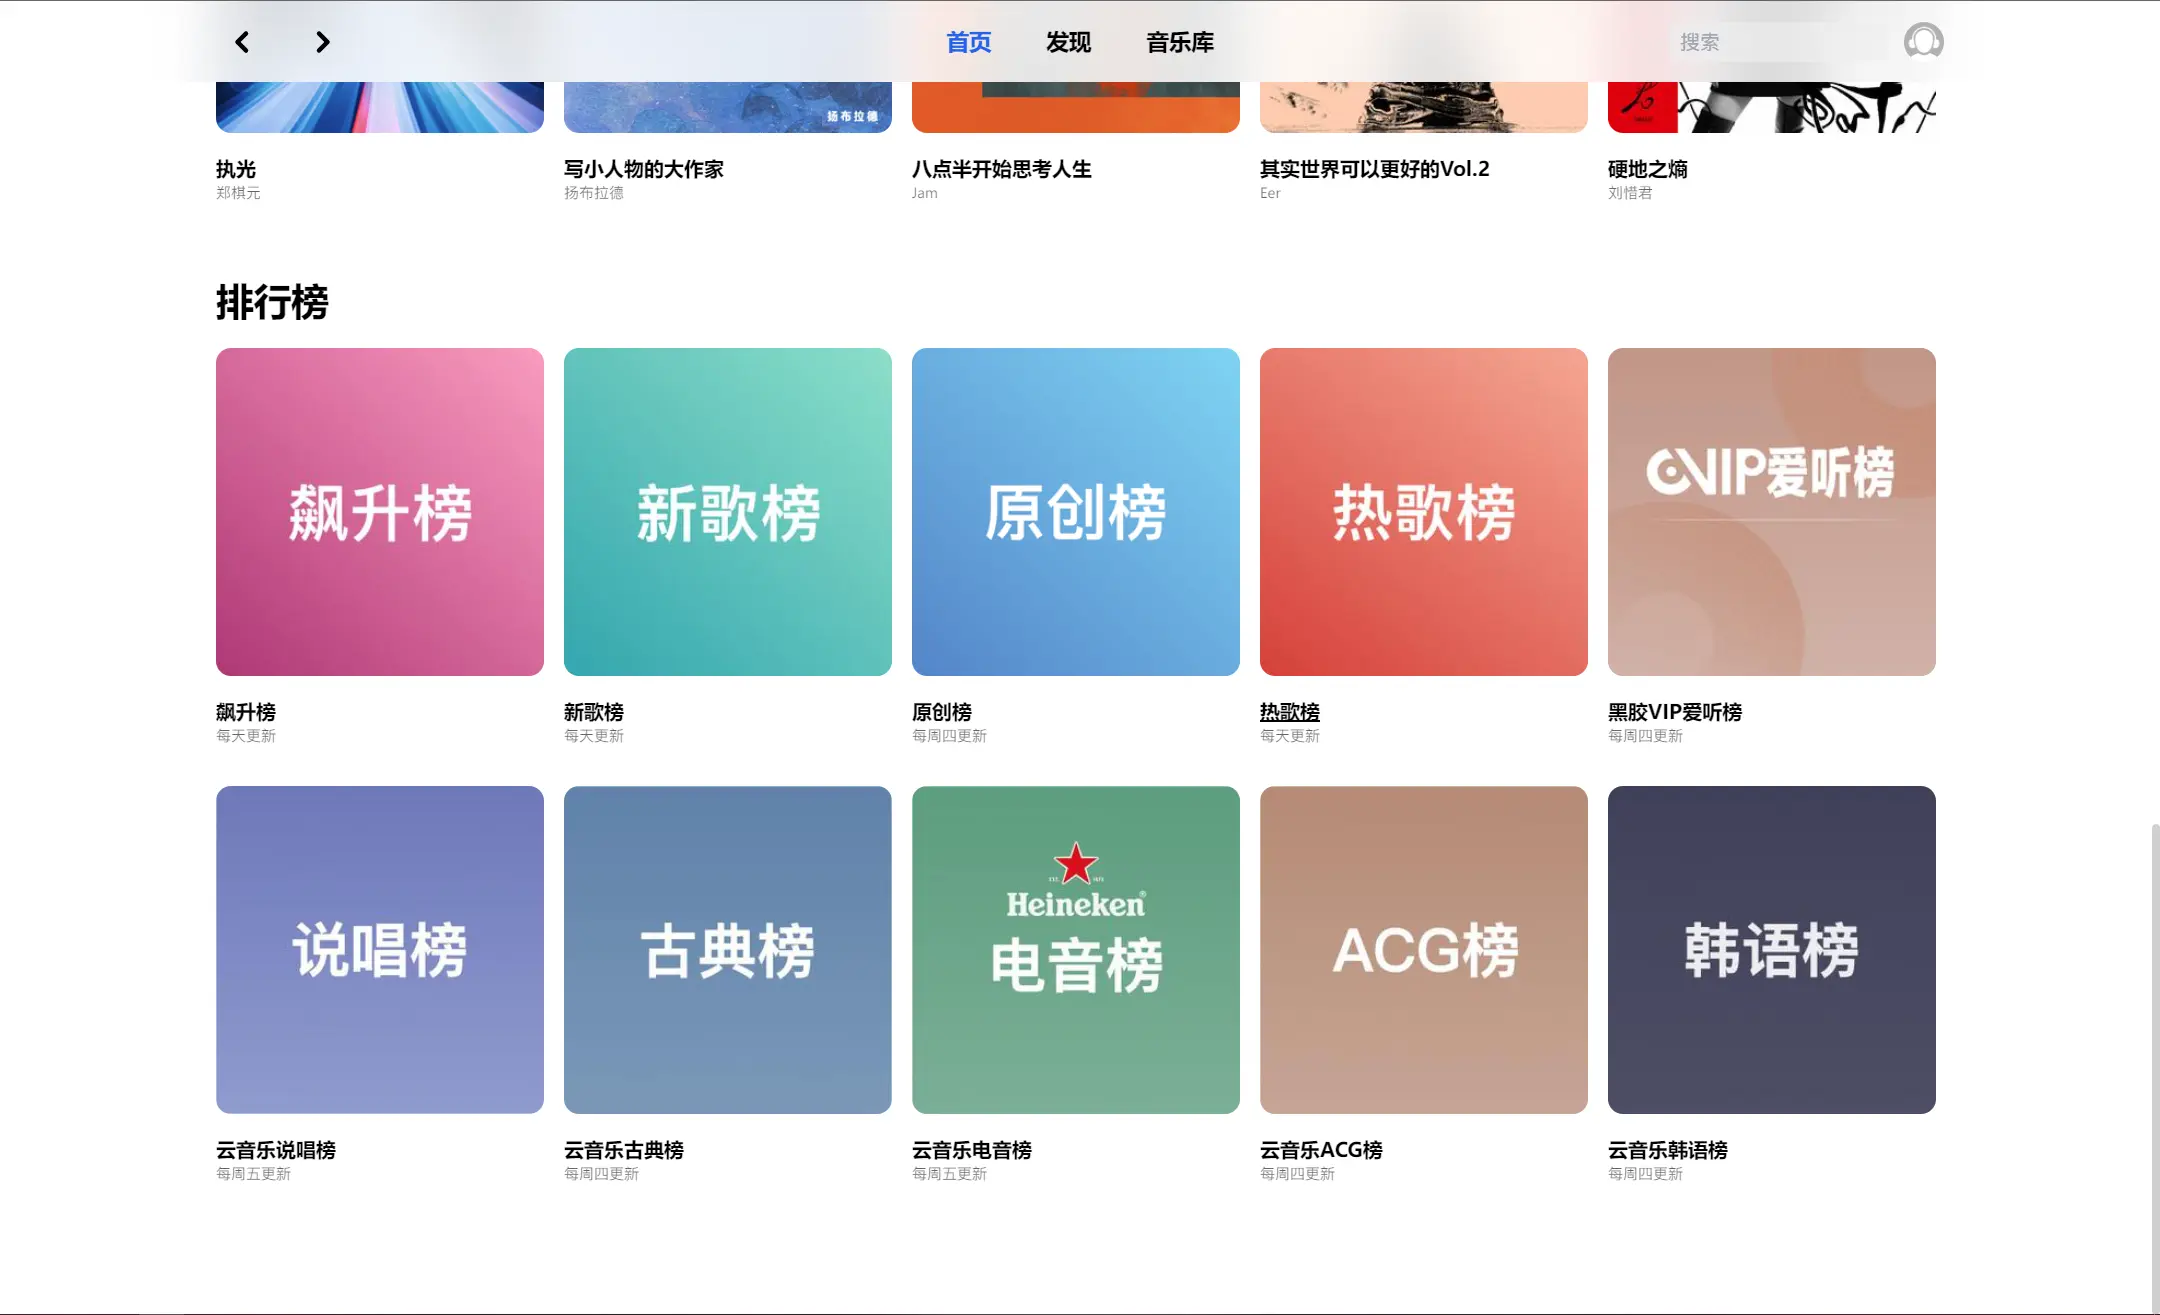 首页 发现 音乐库 搜索
扬布拉德
执光 写小人物的大作家 八点半开始思考人生 其实世界可以更好的Vol.2 硬地之熵
郑棋元 扬布拉德 Jam Eer 刘惜君
排行榜
飙升榜 新歌榜 原创榜 热歌榜 VIP爱听榜
飙升榜 新歌榜 原创榜 热歌榜 黑胶VIP爱听榜
每天更新 每天更新 每周四更新 每天更新 每周四更新
Heineken®
说唱榜 古典榜 电音榜 ACG榜 韩语榜
云音乐说唱榜 云音乐古典榜 云音乐电音榜 云音乐ACG榜 云音乐韩语榜
每周五更新 每周四更新 每周五更新 每周四更新 每周四更新